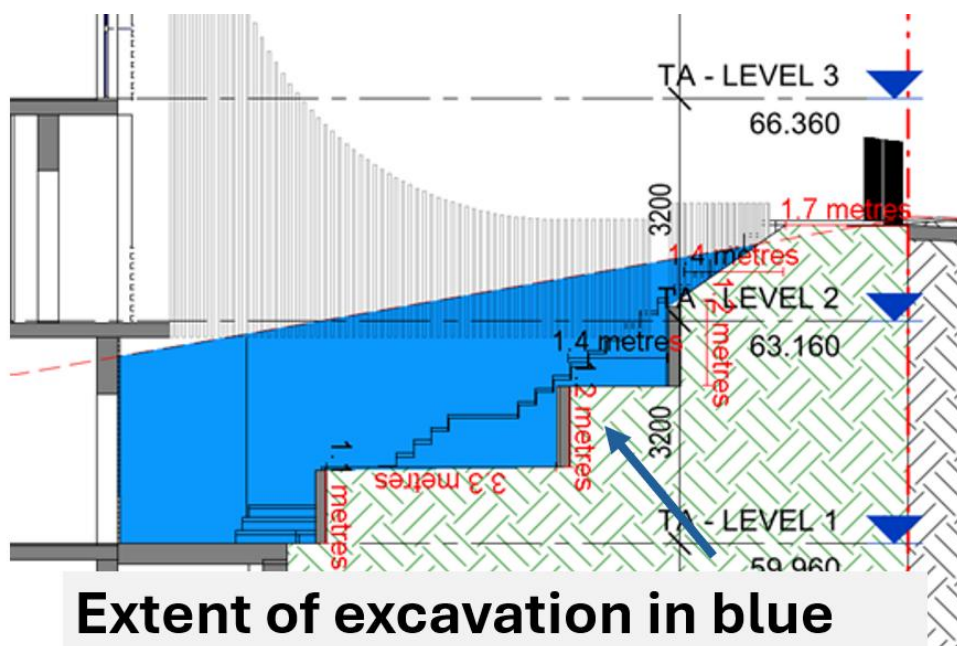 TA - LEVEL 3
66.360
3200
1.7 metres
1.4 metres
TA - LEVEL 2
1.2 metres
63.160
1.4 metres
1.2 metres
3200
3.3 metres
1.1 metres
TA - LEVEL 1
59.960
Extent of excavation in blue